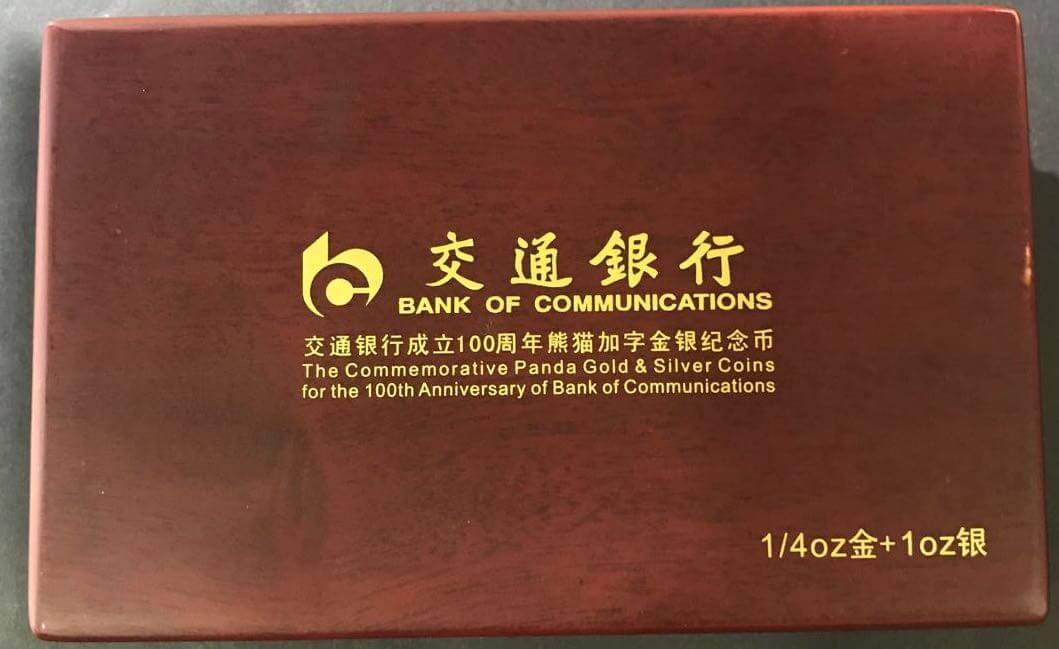 交通銀行
BANK OF COMMUNICATIONS
交通银行成立100周年熊猫加字金银纪念币
The Commemorative Panda Gold & Silver Coins
for the 100th Anniversary of Bank of Communications
1/4oz金+1oz银